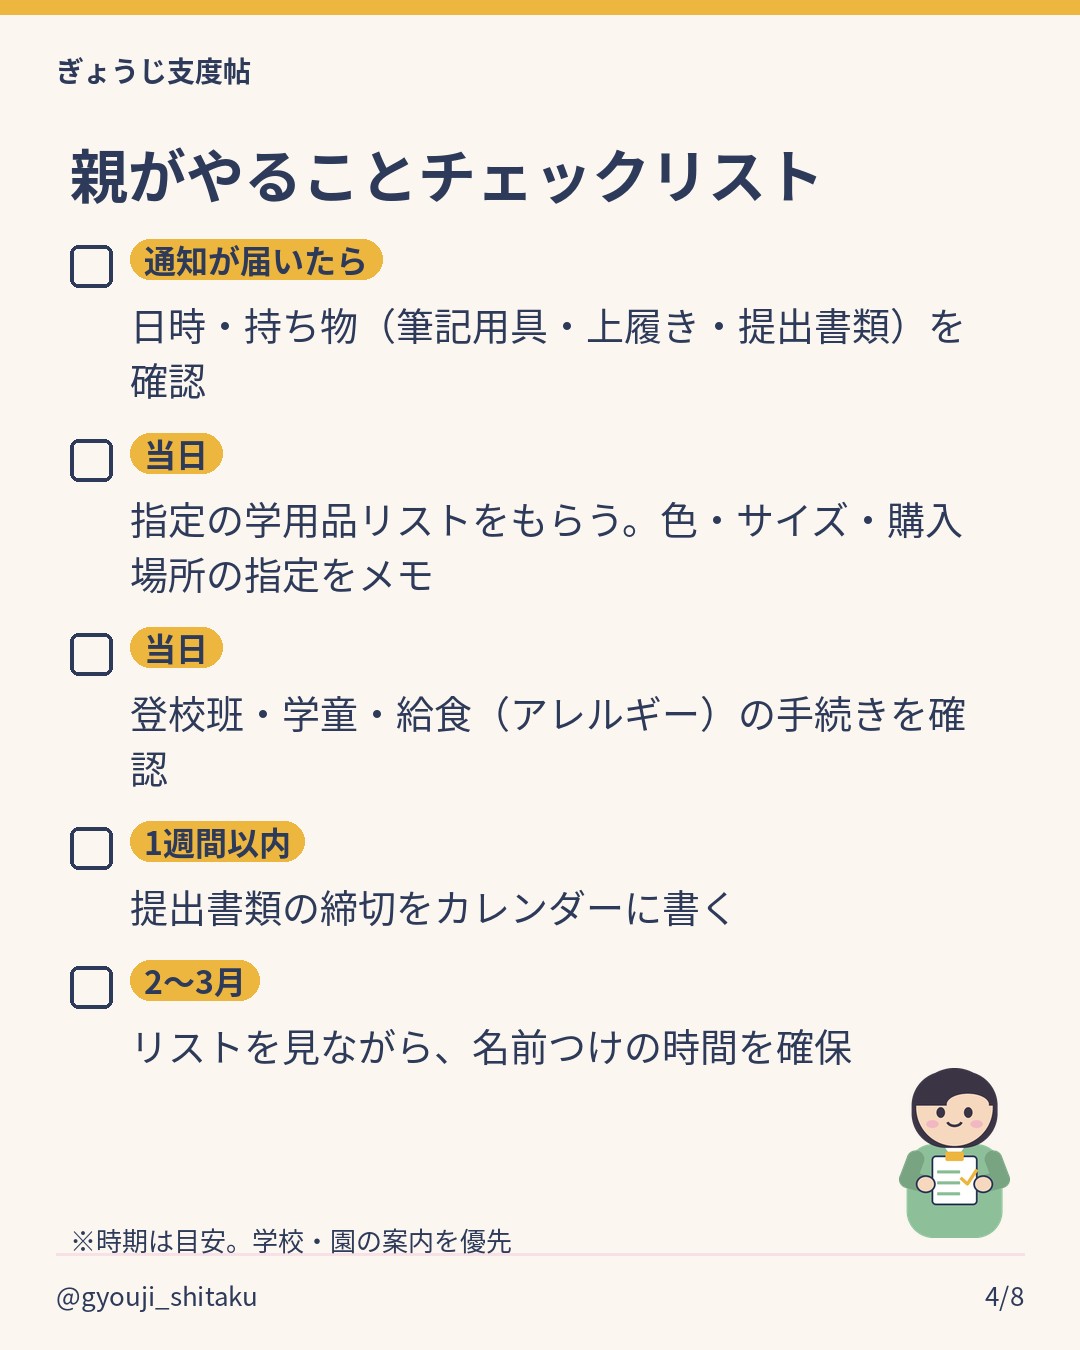 ぎょうじ支度帖
親がやることチェックリスト
通知が届いたら
日時・持ち物（筆記用具・上履き・提出書類）を
確認
当日
指定の学用品リストをもらう。色・サイズ・購入
場所の指定をメモ
当日
登校班・学童・給食（アレルギー）の手続きを確
認
1週間以内
提出書類の締切をカレンダーに書く
2〜3月
リストを見ながら、名前つけの時間を確保
※時期は目安。学校・園の案内を優先
@gyouji_shitaku
4/8